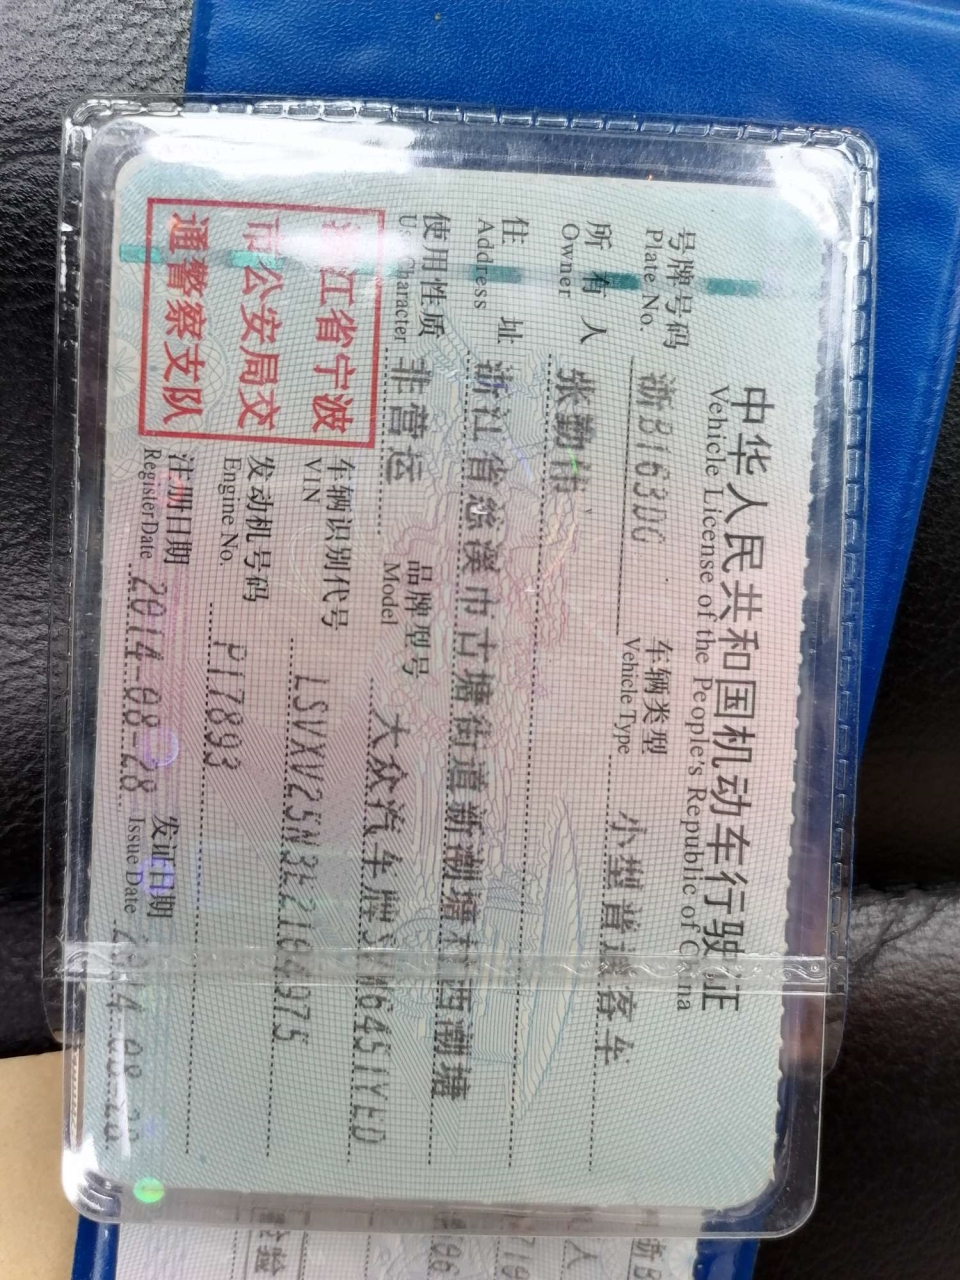 中华人民共和国机动车行驶证
Vehicle License of the People's Republic of China
号牌号码
Plate No.
浙B163DG
车辆类型
Vehicle Type
小型普通客车
所有人
Owner
张勤
住址
Address
浙江省慈溪市古塘街道新潮塘村西潮塘
使用性质
Use Character
非营运
品牌型号
Model
大众汽车牌SVW6451YED
车辆识别代号
VIN
LSVXV25N3E2164975
发动机号码
Engine No.
P17893
注册日期
Register Date
2014-08-28
发证日期
Issue Date
2014-08-28
浙江省宁波
市公安局交
通警察支队